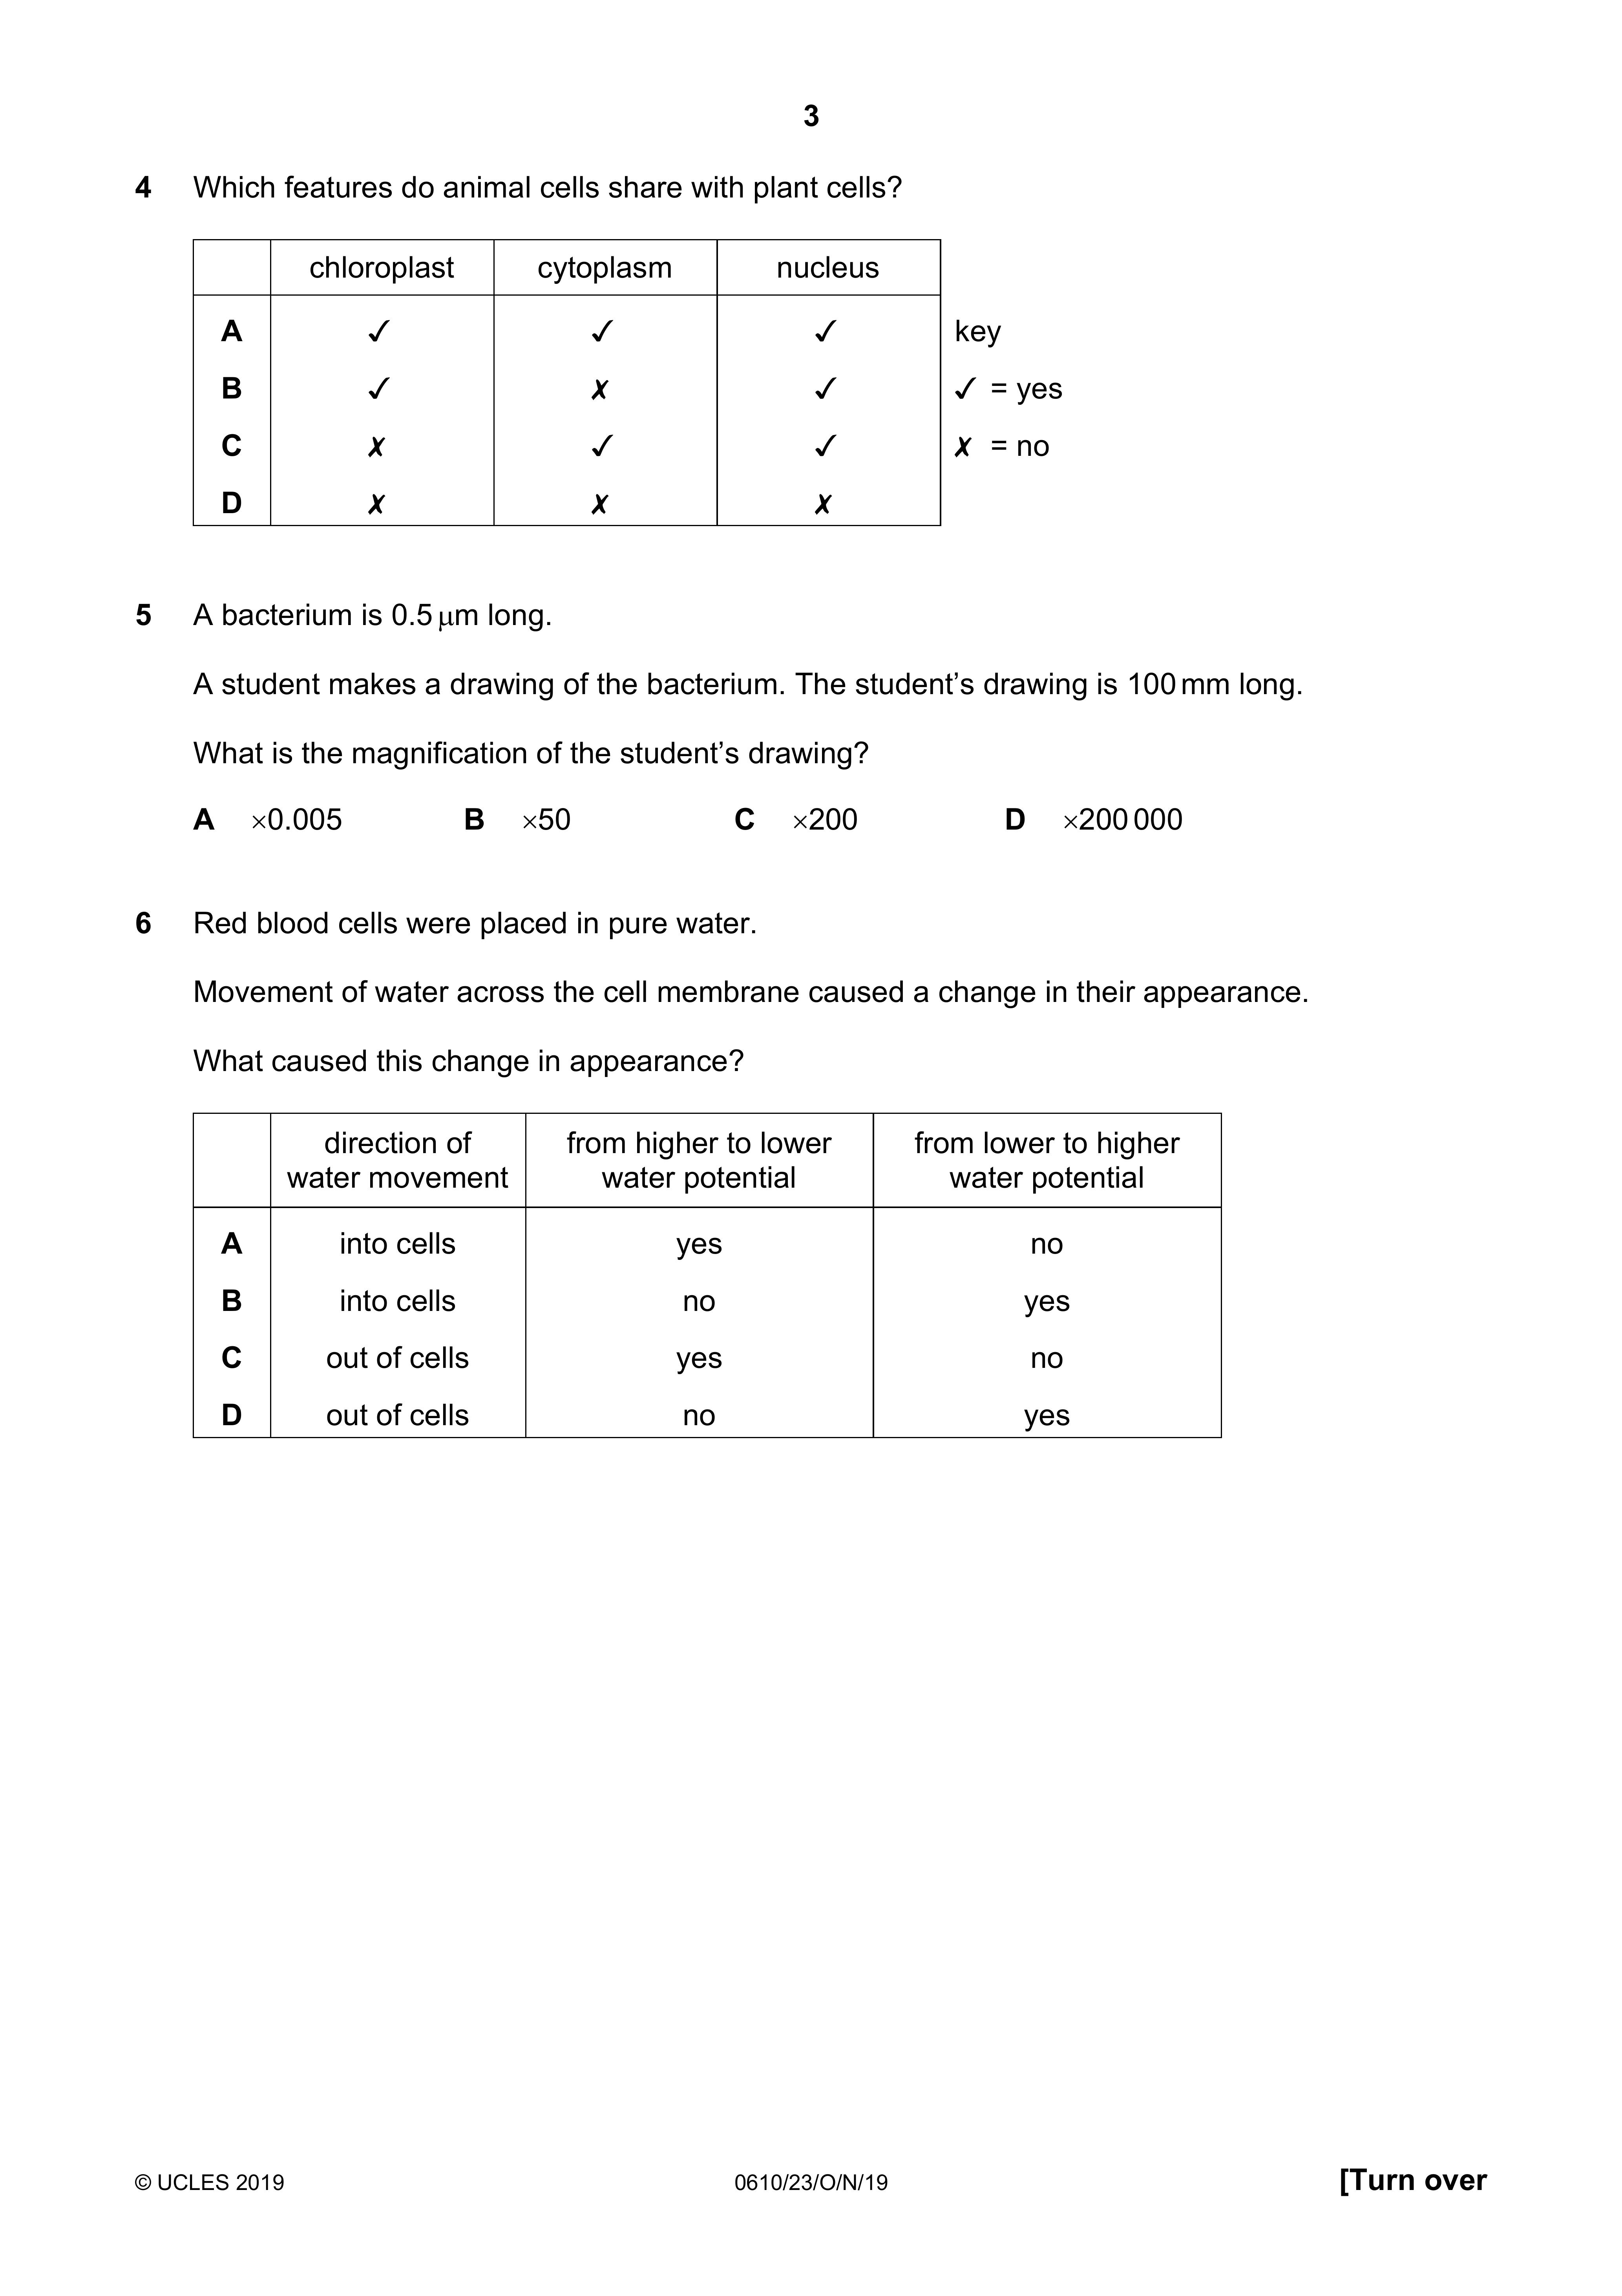 3
4 Which features do animal cells share with plant cells?
chloroplast cytoplasm nucleus
A ✓ ✓ ✓ key
B ✓ ✗ ✓ ✓ = yes
C ✗ ✓ ✓ ✗ = no
D ✗ ✗ ✗
5 A bacterium is 0.5 μm long.
A student makes a drawing of the bacterium. The student’s drawing is 100 mm long.
What is the magnification of the student’s drawing?
A ×0.005 B ×50 C ×200 D ×200 000
6 Red blood cells were placed in pure water.
Movement of water across the cell membrane caused a change in their appearance.
What caused this change in appearance?
direction of from higher to lower from lower to higher
water movement water potential water potential
A into cells yes no
B into cells no yes
C out of cells yes no
D out of cells no yes
© UCLES 2019 0610/23/O/N/19 [Turn over